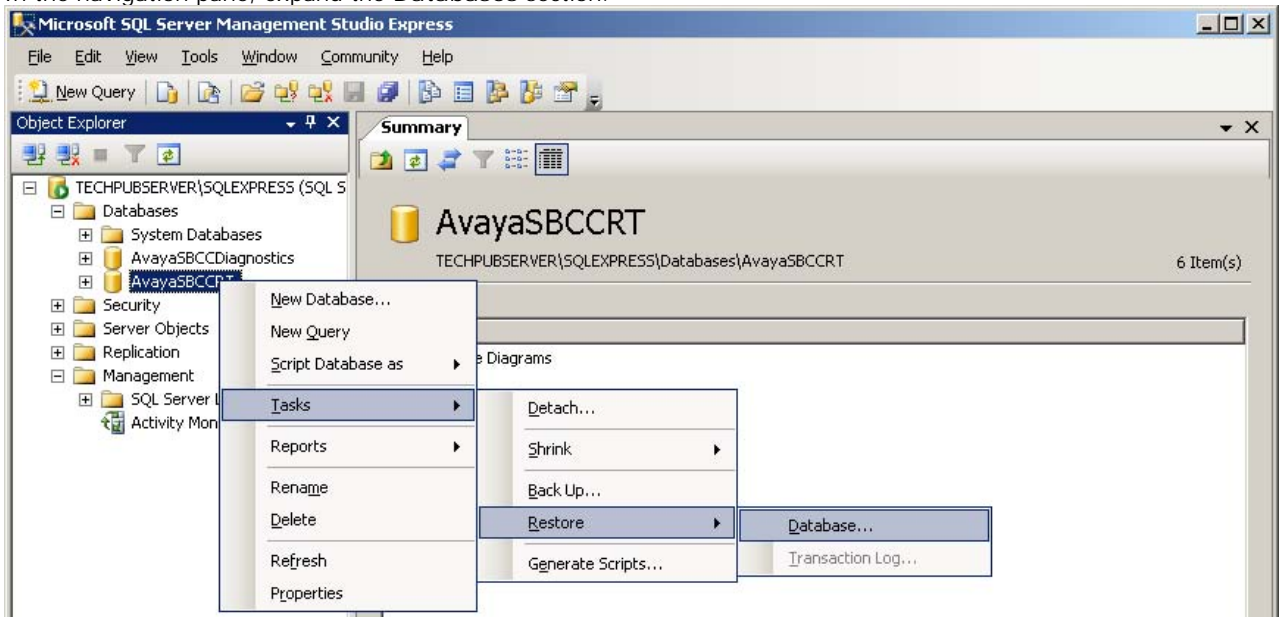 In the navigation pane, expand the Databases section.
Microsoft SQL Server Management Studio Express
File Edit View Tools Window Community Help
New Query
Object Explorer
Summary
TECHPUBSERVER\SQLEXPRESS (SQL S
Databases
System Databases
AvayaSBCCDiagnostics
AvayaSBCCRT
Security
Server Objects
Replication
Management
SQL Server L
Activity Mon
AvayaSBCCRT
TECHPUBSERVER\SQLEXPRESS\Databases\AvayaSBCCRT
6 Item(s)
e Diagrams
New Database...
New Query
Script Database as
Tasks
Reports
Rename
Delete
Refresh
Properties
Detach...
Shrink
Back Up...
Restore
Generate Scripts...
Database...
Transaction Log...